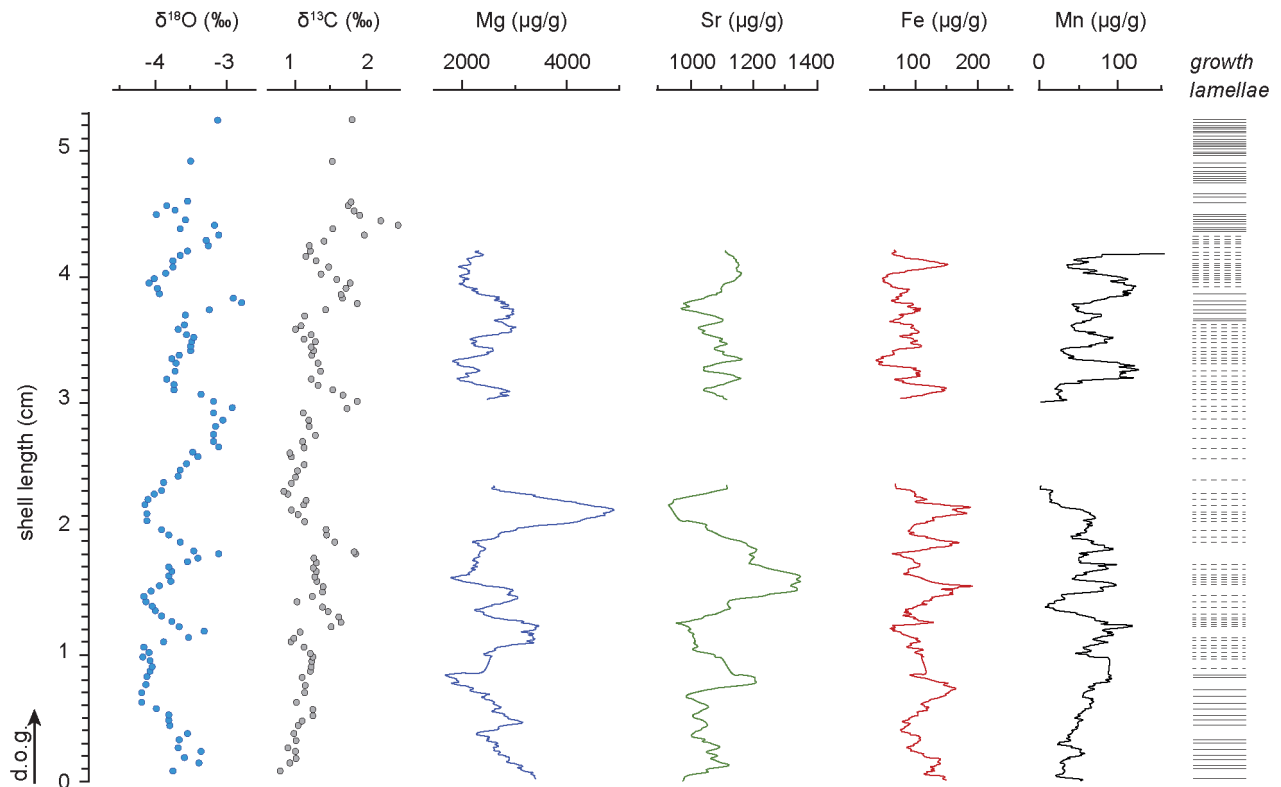 δ¹⁸O (‰) δ¹³C (‰) Mg (µg/g) Sr (µg/g) Fe (µg/g) Mn (µg/g)
-4 -3 1 2 2000 4000 1000 1200 1400 100 200 0 100 growth
lamellae
5
4
3
2
1
0
shell length (cm)
d.o.g.